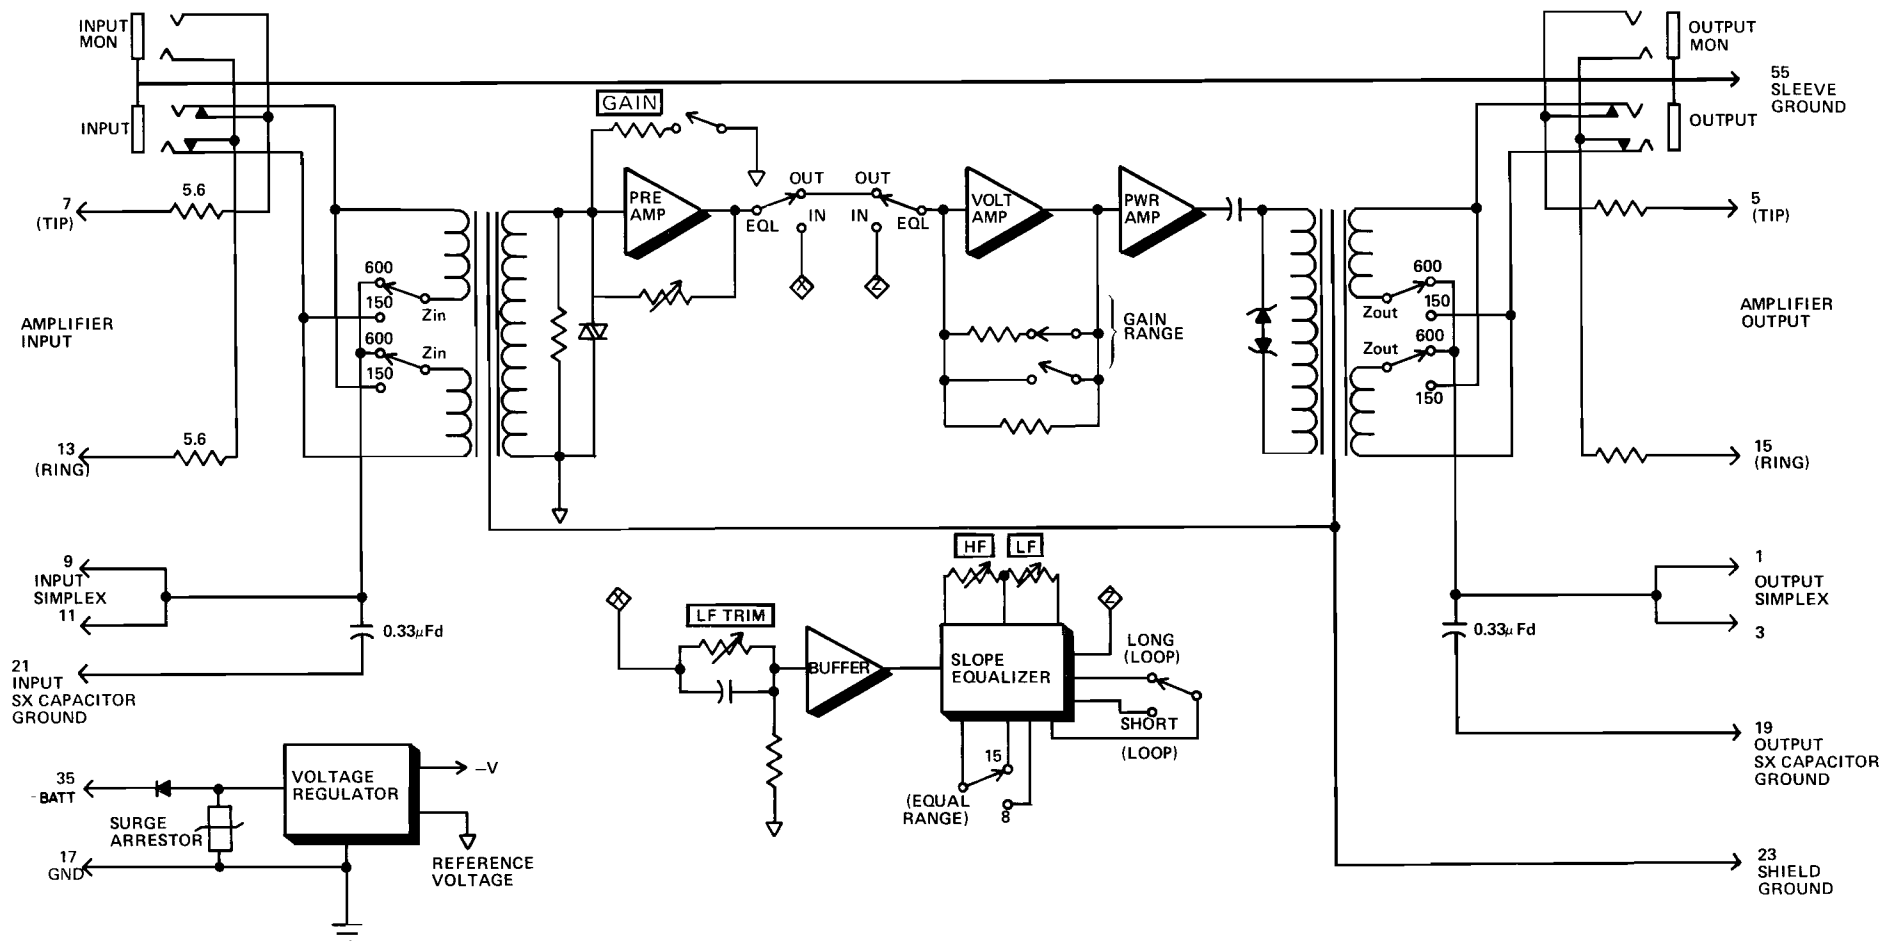 INPUT
MON
INPUT
OUTPUT
MON
55
SLEEVE
GROUND
OUTPUT
GAIN
7
(TIP)
5.6
PRE
AMP
OUT
OUT
IN
IN
EQL
EQL
X
Z
VOLT
AMP
PWR
AMP
5
(TIP)
600
150
Zin
600
Zin
150
AMPLIFIER
INPUT
GAIN
RANGE
600
150
Zout
600
Zout
150
AMPLIFIER
OUTPUT
13
(RING)
5.6
15
(RING)
9
INPUT
SIMPLEX
11
0.33µFd
21
INPUT
SX CAPACITOR
GROUND
X
LF TRIM
BUFFER
HF
LF
SLOPE
EQUALIZER
Z
LONG
(LOOP)
SHORT
(LOOP)
15
(EQUAL
RANGE)
8
1
OUTPUT
SIMPLEX
3
0.33µFd
19
OUTPUT
SX CAPACITOR
GROUND
35
-BATT
VOLTAGE
REGULATOR
-V
SURGE
ARRESTOR
17
GND
REFERENCE
VOLTAGE
23
SHIELD
GROUND